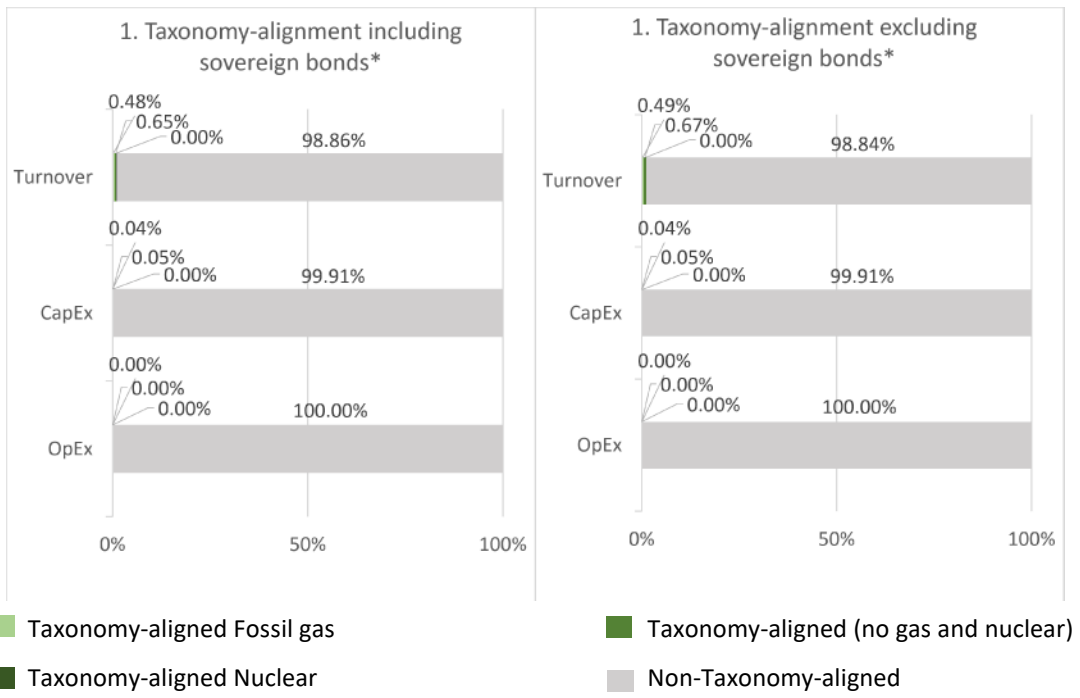 1. Taxonomy-alignment including
sovereign bonds*
0.48%
0.65%
0.00%
98.86%
Turnover
0.04%
0.05%
0.00%
99.91%
CapEx
0.00%
0.00%
0.00%
100.00%
OpEx
0%
50%
100%
1. Taxonomy-alignment excluding
sovereign bonds*
0.49%
0.67%
0.00%
98.84%
Turnover
0.04%
0.05%
0.00%
99.91%
CapEx
0.00%
0.00%
0.00%
100.00%
OpEx
0%
50%
100%
Taxonomy-aligned Fossil gas
Taxonomy-aligned Nuclear
Taxonomy-aligned (no gas and nuclear)
Non-Taxonomy-aligned